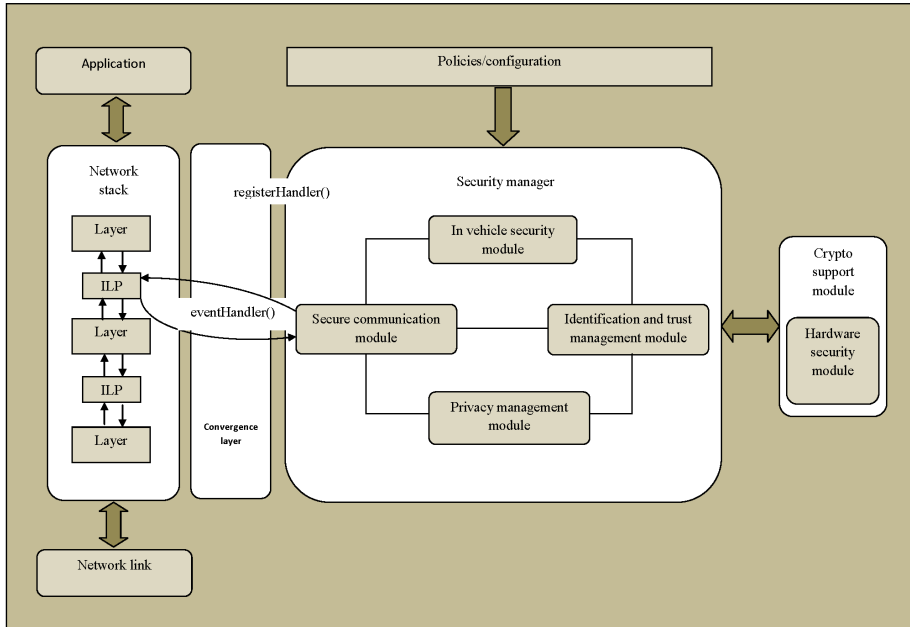 Application
Policies/configuration
Network
stack
Security manager
registerHandler()
Layer
In vehicle security
module
Crypto
support
module
ILP
eventHandler()
Secure communication
module
Identification and trust
management module
Layer
Hardware
security
module
ILP
Privacy management
module
Convergence
layer
Layer
Network link